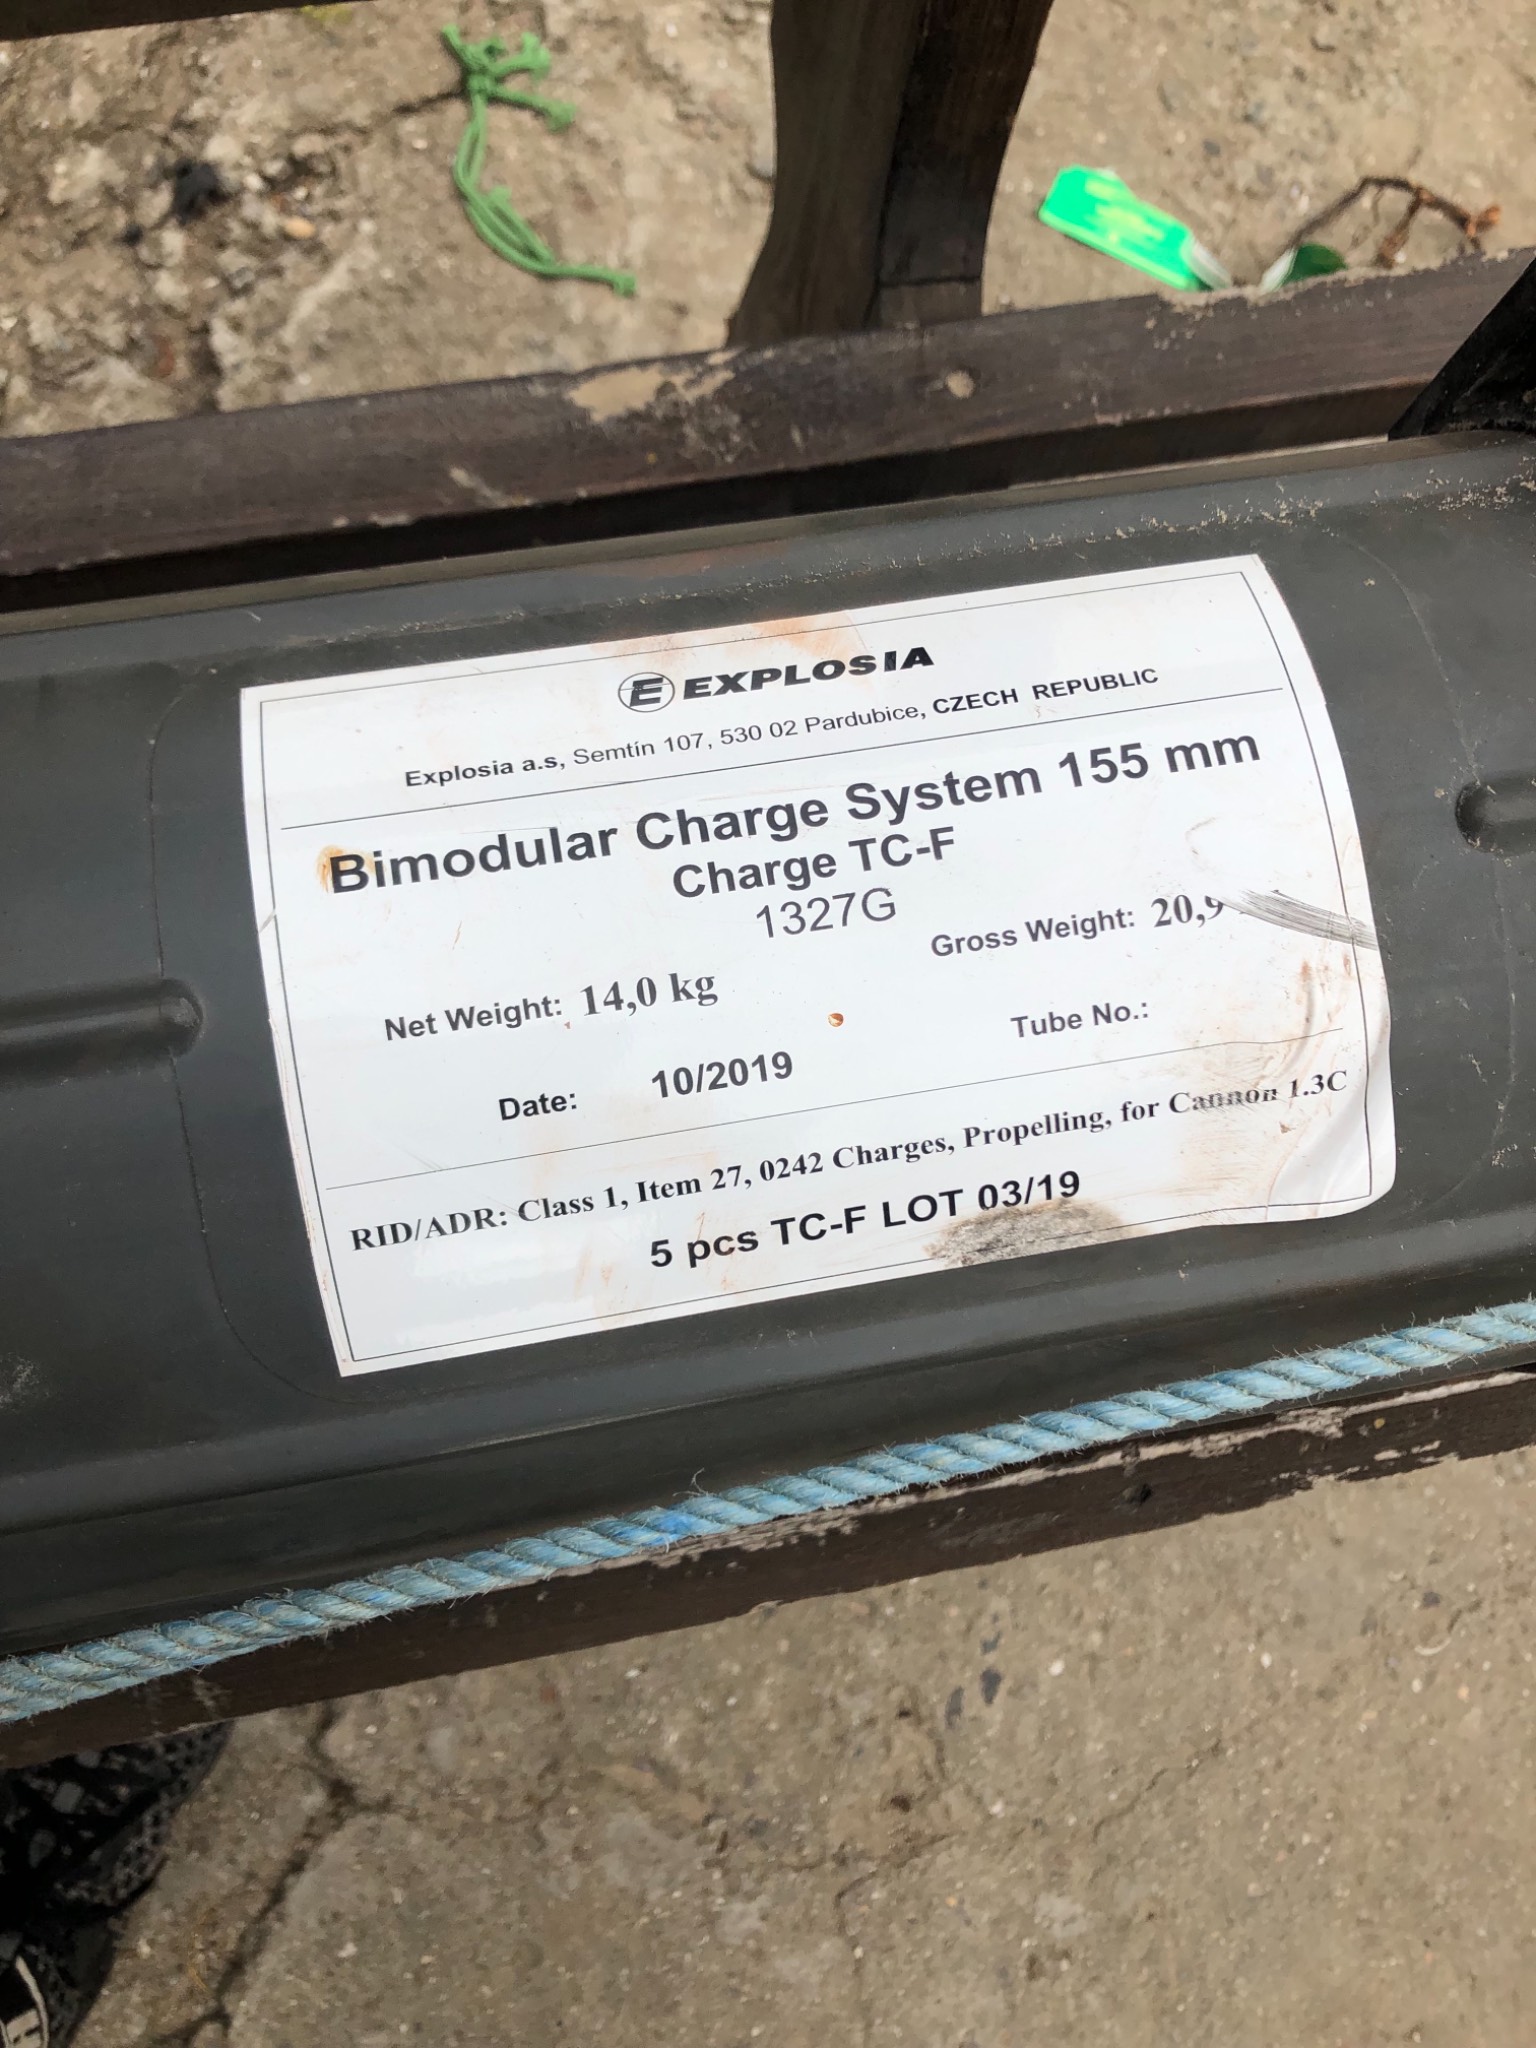 EXPLOSIA
Explosia a.s, Semtín 107, 530 02 Pardubice, CZECH REPUBLIC
Bimodular Charge System 155 mm
Charge TC-F
1327G
Net Weight: 14,0 kg Gross Weight: 20,9
Date: 10/2019 Tube No.:
RID/ADR: Class 1, Item 27, 0242 Charges, Propelling, for Cannon 1.3C
5 pcs TC-F LOT 03/19